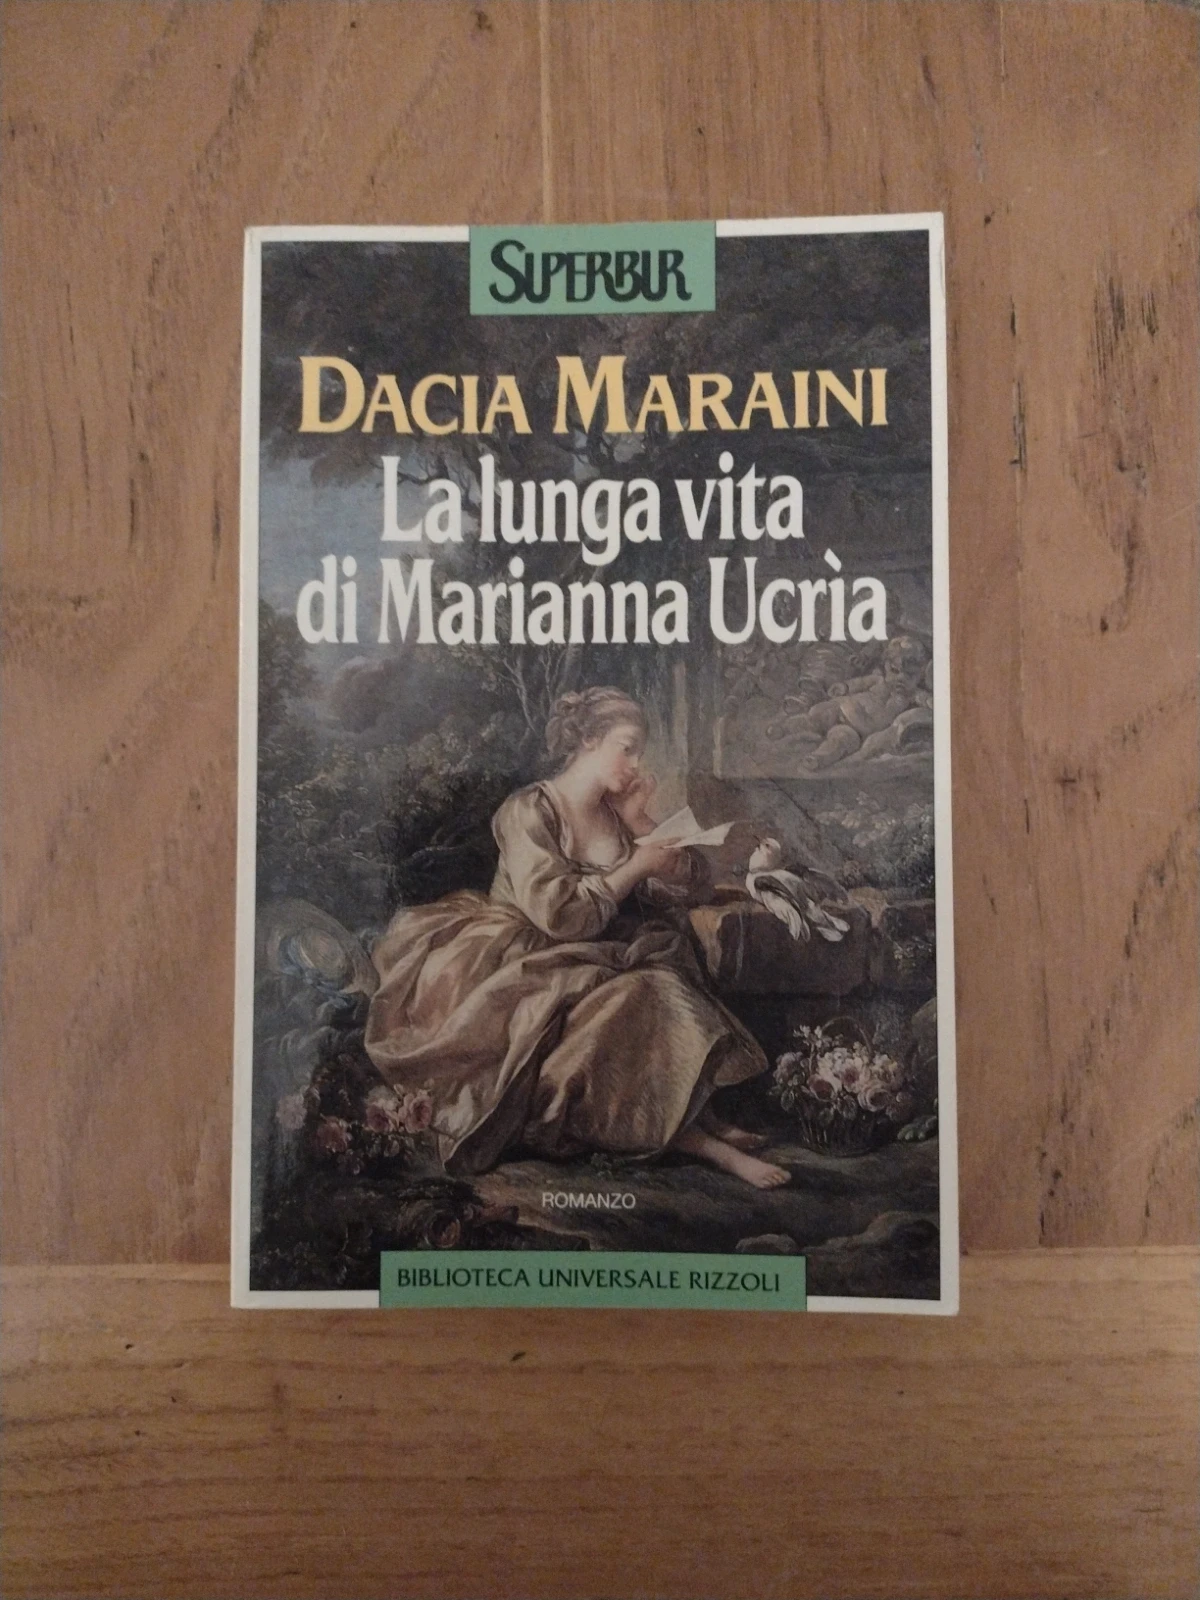 SUPERBUR
DACIA MARAINI
La lunga vita
di Marianna Ucrìa
ROMANZO
BIBLIOTECA UNIVERSALE RIZZOLI